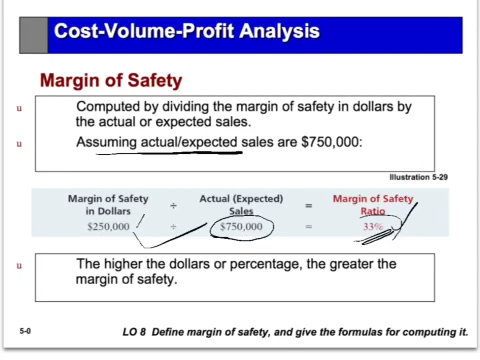 Cost-Volume-Profit Analysis
Margin of Safety
u Computed by dividing the margin of safety in dollars by
the actual or expected sales.
u Assuming actual/expected sales are $750,000:
Illustration 5-29
Margin of Safety Actual (Expected) Margin of Safety
in Dollars ÷ Sales = Ratio
$250,000 ÷ $750,000 = 33%
u The higher the dollars or percentage, the greater the
margin of safety.
5-0 LO 8 Define margin of safety, and give the formulas for computing it.